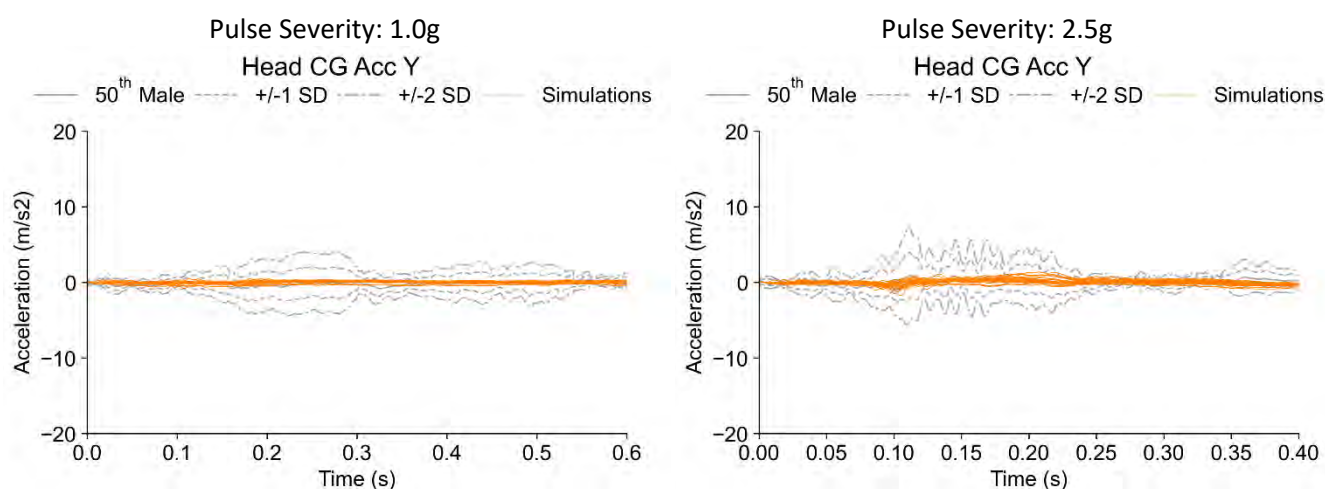 Pulse Severity: 1.0g
Head CG Acc Y
50th Male +/-1 SD +/-2 SD Simulations
20
10
0
−10
−20
Acceleration (m/s2)
0.0 0.1 0.2 0.3 0.4 0.5 0.6
Time (s)
Pulse Severity: 2.5g
Head CG Acc Y
50th Male +/-1 SD +/-2 SD Simulations
20
10
0
−10
−20
Acceleration (m/s2)
0.00 0.05 0.10 0.15 0.20 0.25 0.30 0.35 0.40
Time (s)